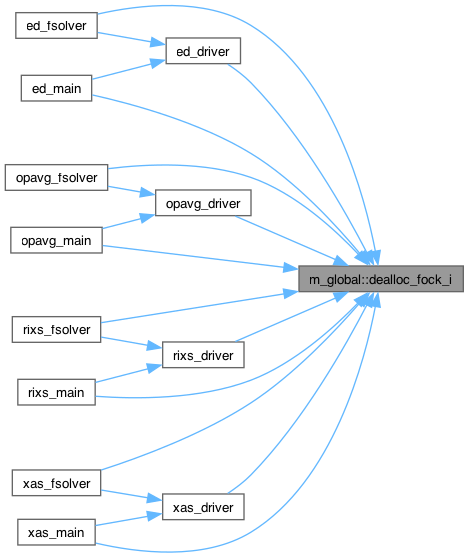 ed_fsolver
ed_driver
ed_main
opavg_fsolver
opavg_driver
opavg_main
m_global::dealloc_fock_i
rixs_fsolver
rixs_driver
rixs_main
xas_fsolver
xas_driver
xas_main